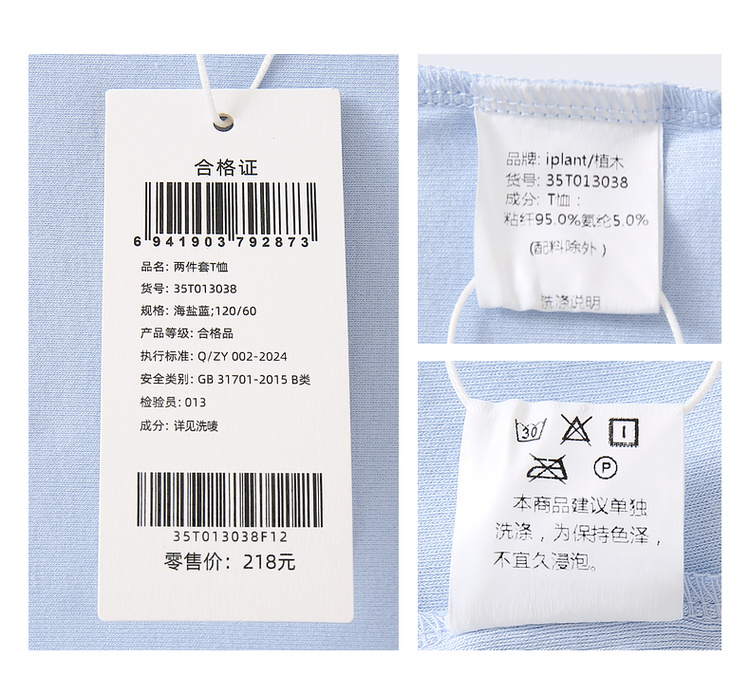 合格证
6 941903 792873
品名: 两件套T恤
货号: 35T013038
规格: 海盐蓝;120/60
产品等级: 合格品
执行标准: Q/ZY 002-2024
安全类别: GB 31701-2015 B类
检验员: 013
成分: 详见洗唛
35T013038F12
零售价: 218元
品牌: iplant/植木
货号: 35T013038
成分: T恤:
粘纤95.0%氨纶5.0%
(配料除外)
洗涤说明
30
P
本商品建议单独
洗涤，为保持色泽，
不宜久浸泡。